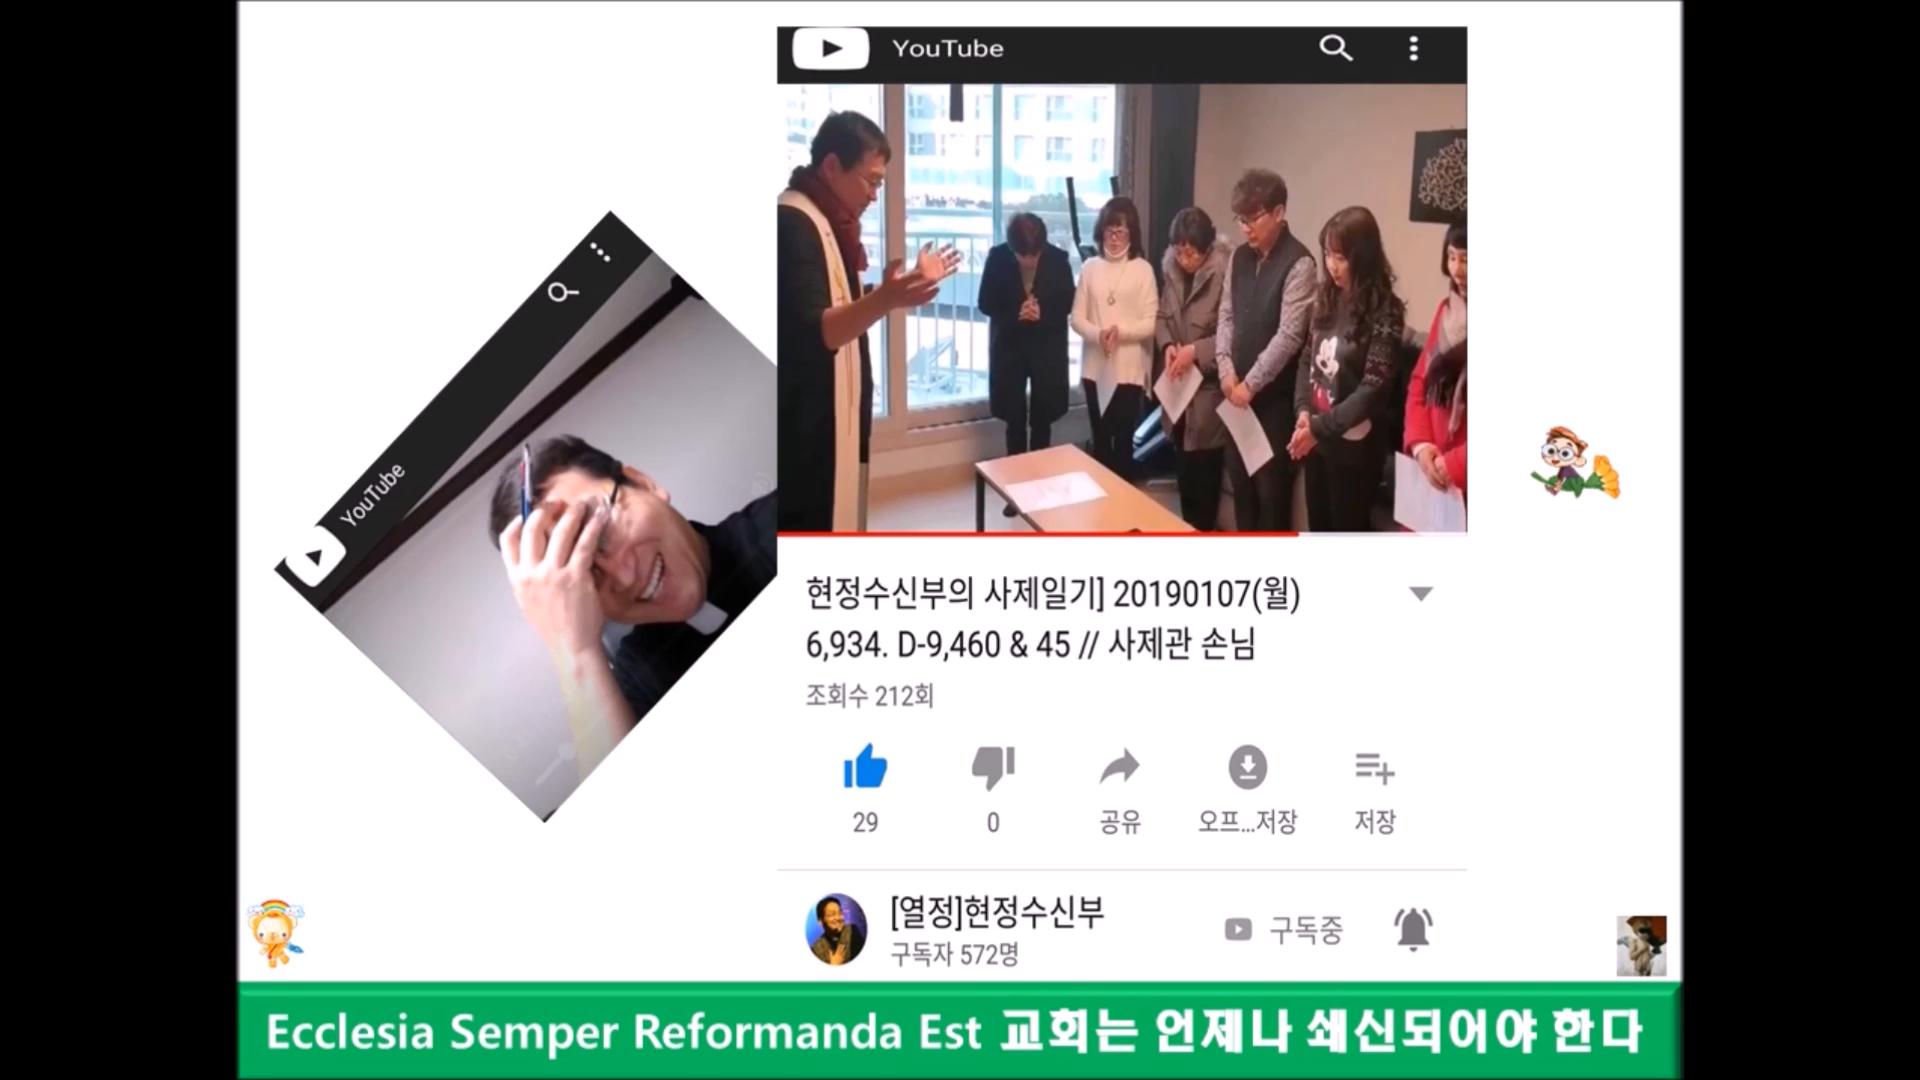 YouTube
YouTube
현정수신부의 사제일기] 20190107(월)
6,934. D-9,460 & 45 // 사제관 손님
조회수 212회
29
0
공유
오프...저장
저장
[열정]현정수신부
구독자 572명
구독중
Ecclesia Semper Reformanda Est 교회는 언제나 쇄신되어야 한다